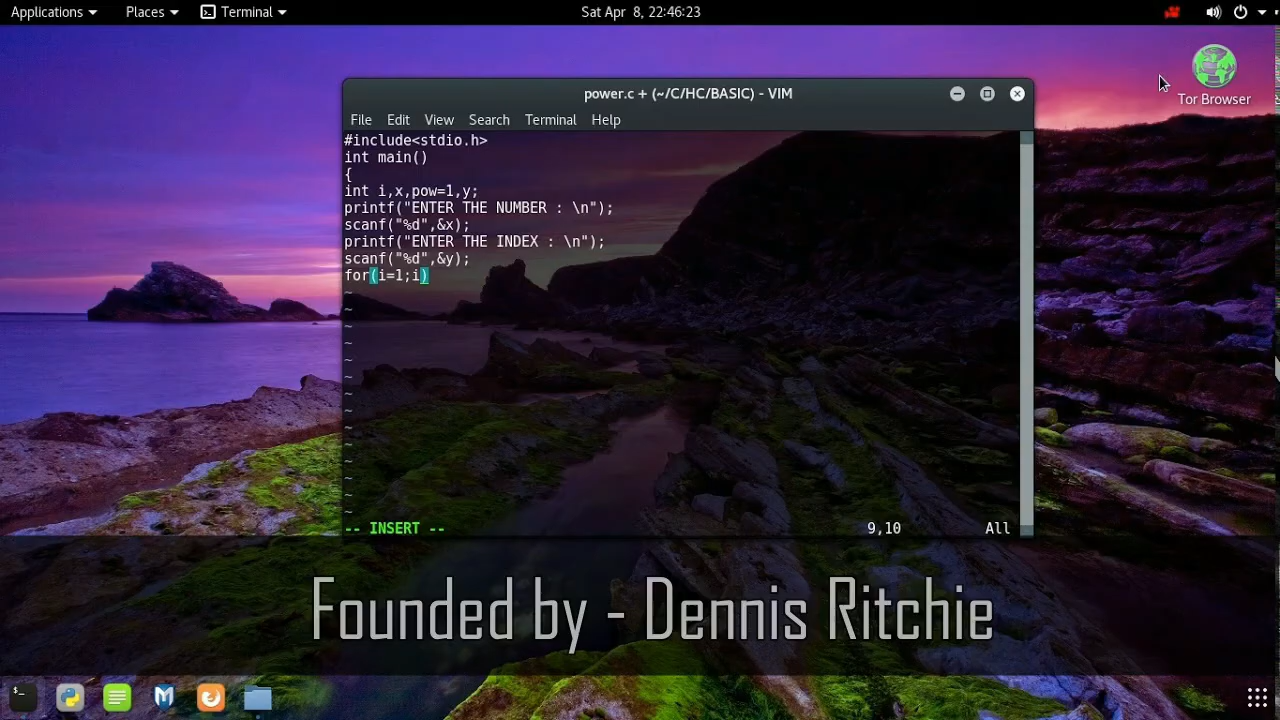 Applications Places Terminal Sat Apr 8, 22:46:23
Tor Browser
power.c + (~/C/HC/BASIC) - VIM
File Edit View Search Terminal Help
#include<stdio.h>
int main()
{
int i,x,pow=1,y;
printf("ENTER THE NUMBER : \n");
scanf("%d",&x);
printf("ENTER THE INDEX : \n");
scanf("%d",&y);
for(i=1;i)
~
~
~
~
~
~
~
~
~
~
~
~
~
~
-- INSERT -- 9,10 All
Founded by - Dennis Ritchie